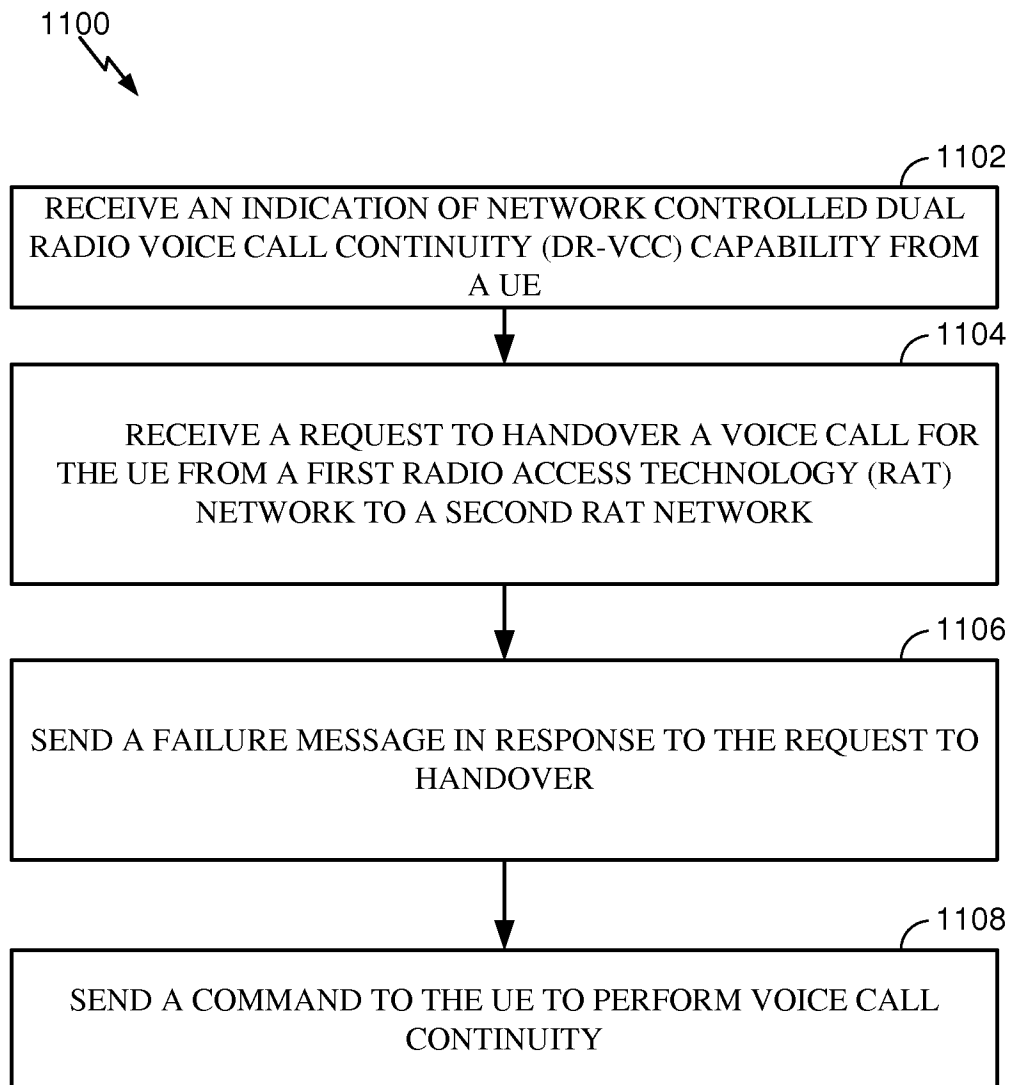 1100
1102
RECEIVE AN INDICATION OF NETWORK CONTROLLED DUAL
RADIO VOICE CALL CONTINUITY (DR-VCC) CAPABILITY FROM
A UE
1104
RECEIVE A REQUEST TO HANDOVER A VOICE CALL FOR
THE UE FROM A FIRST RADIO ACCESS TECHNOLOGY (RAT)
NETWORK TO A SECOND RAT NETWORK
1106
SEND A FAILURE MESSAGE IN RESPONSE TO THE REQUEST TO
HANDOVER
1108
SEND A COMMAND TO THE UE TO PERFORM VOICE CALL
CONTINUITY